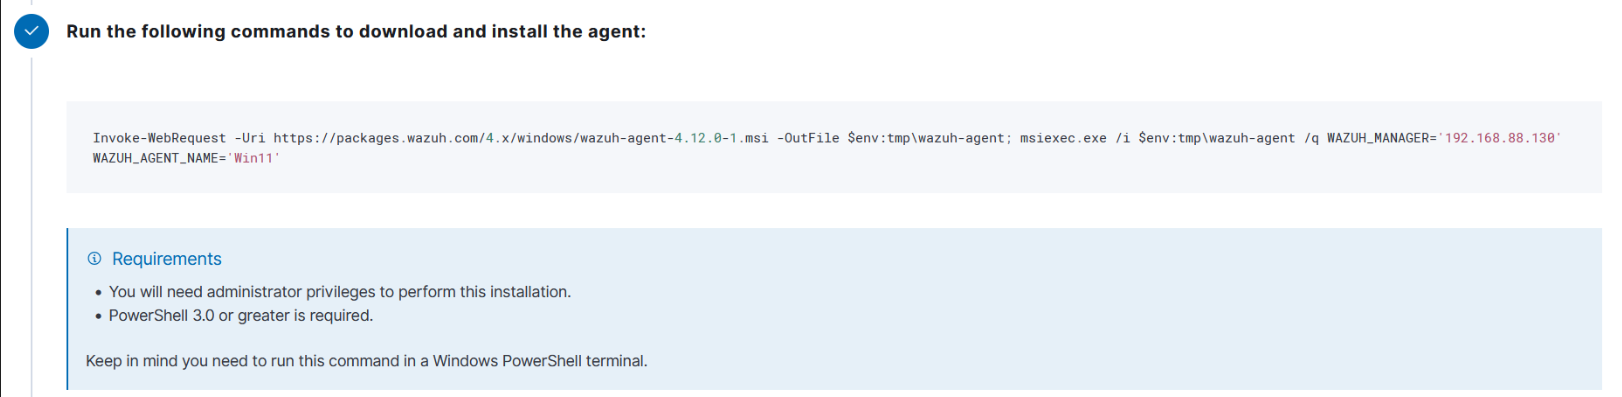 Run the following commands to download and install the agent:
Invoke-WebRequest -Uri https://packages.wazuh.com/4.x/windows/wazuh-agent-4.12.0-1.msi -OutFile $env:tmp\wazuh-agent; msiexec.exe /i $env:tmp\wazuh-agent /q WAZUH_MANAGER='192.168.88.130'
WAZUH_AGENT_NAME='Win11'
Requirements
• You will need administrator privileges to perform this installation.
• PowerShell 3.0 or greater is required.
Keep in mind you need to run this command in a Windows PowerShell terminal.